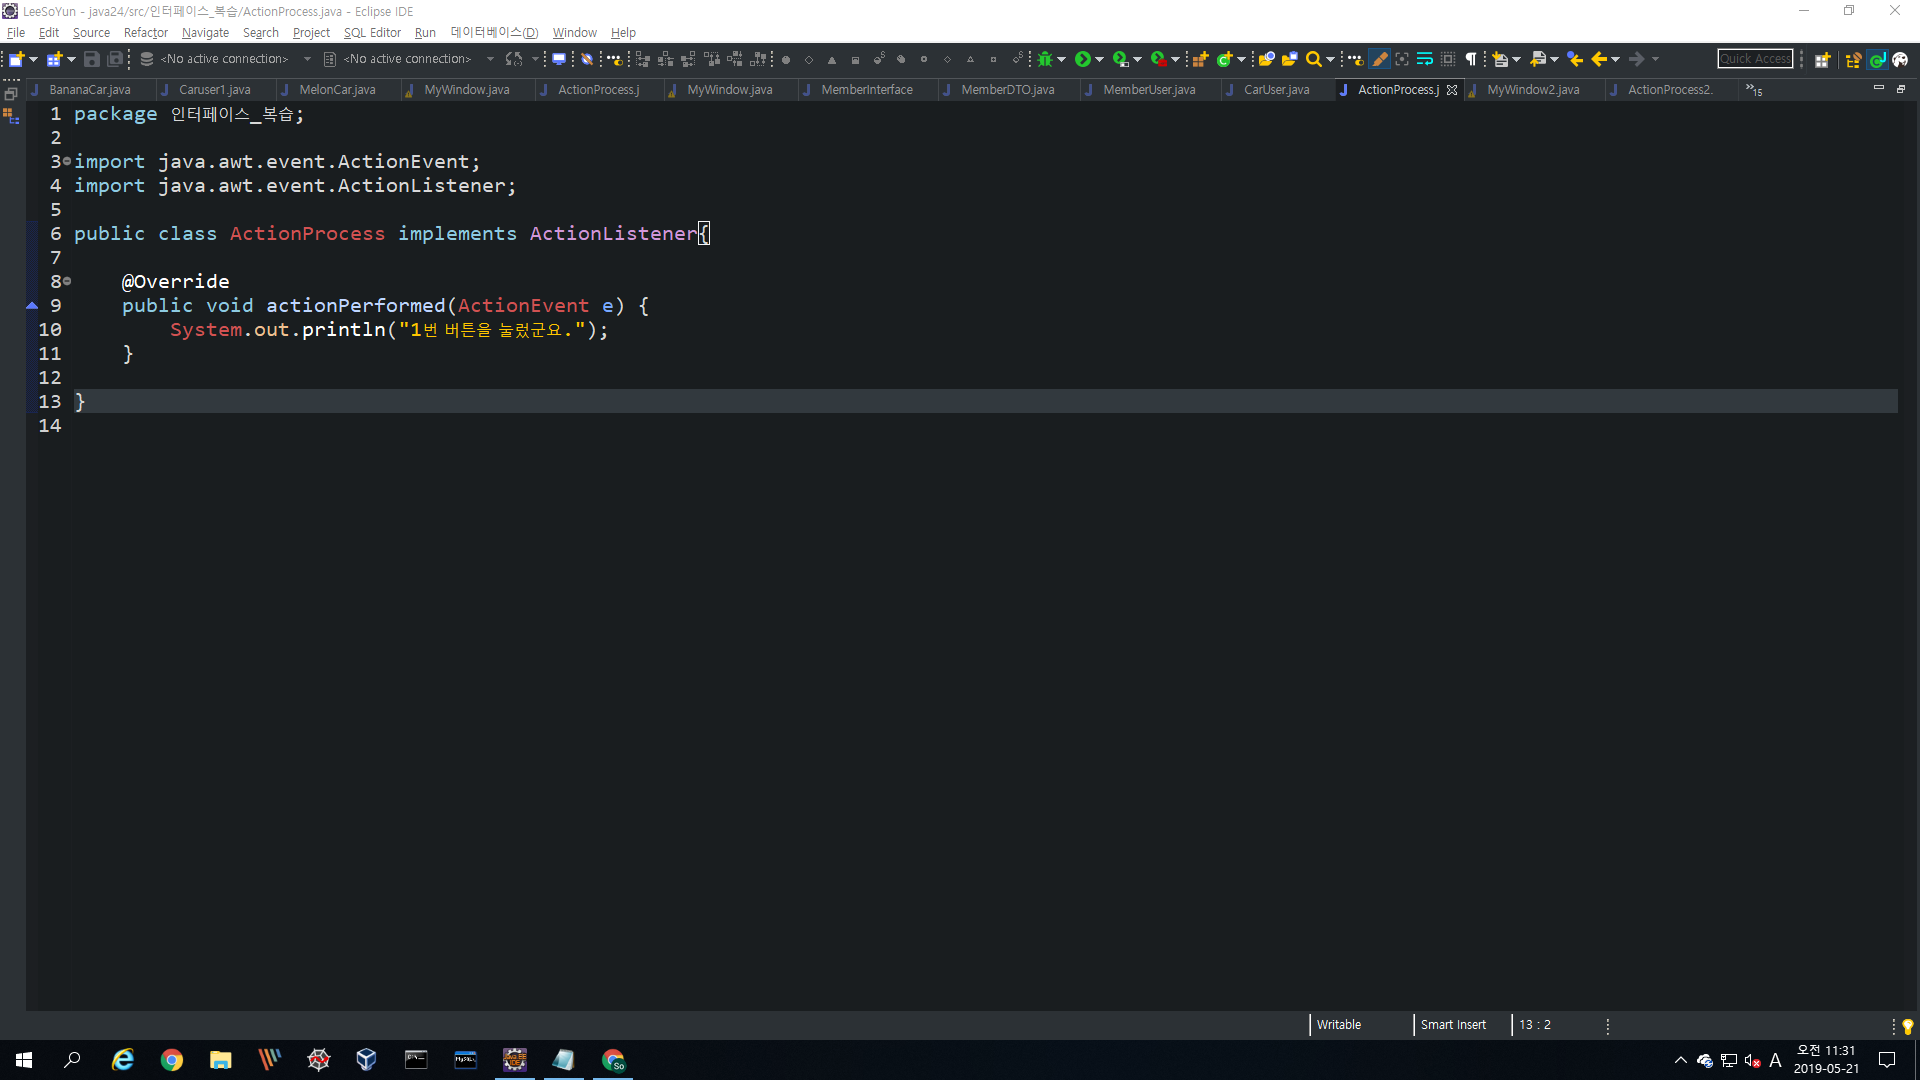 LeeSoYun - java24/src/인터페이스_복습/ActionProcess.java - Eclipse IDE
File Edit Source Refactor Navigate Search Project SQL Editor Run 데이터베이스(D) Window Help
<No active connection> <No active connection> Quick Access
BananaCar.java Caruser1.java MelonCar.java MyWindow.java ActionProcess.j MyWindow.java MemberInterface MemberDTO.java MemberUser.java CarUser.java ActionProcess.j MyWindow2.java ActionProcess2. »15
1 package 인터페이스_복습;
2
3 import java.awt.event.ActionEvent;
4 import java.awt.event.ActionListener;
5
6 public class ActionProcess implements ActionListener{
7
8 @Override
9 public void actionPerformed(ActionEvent e) {
10 System.out.println("1번 버튼을 눌렀군요.");
11 }
12
13 }
14
Writable Smart Insert 13 : 2
A 오전 11:31
2019-05-21